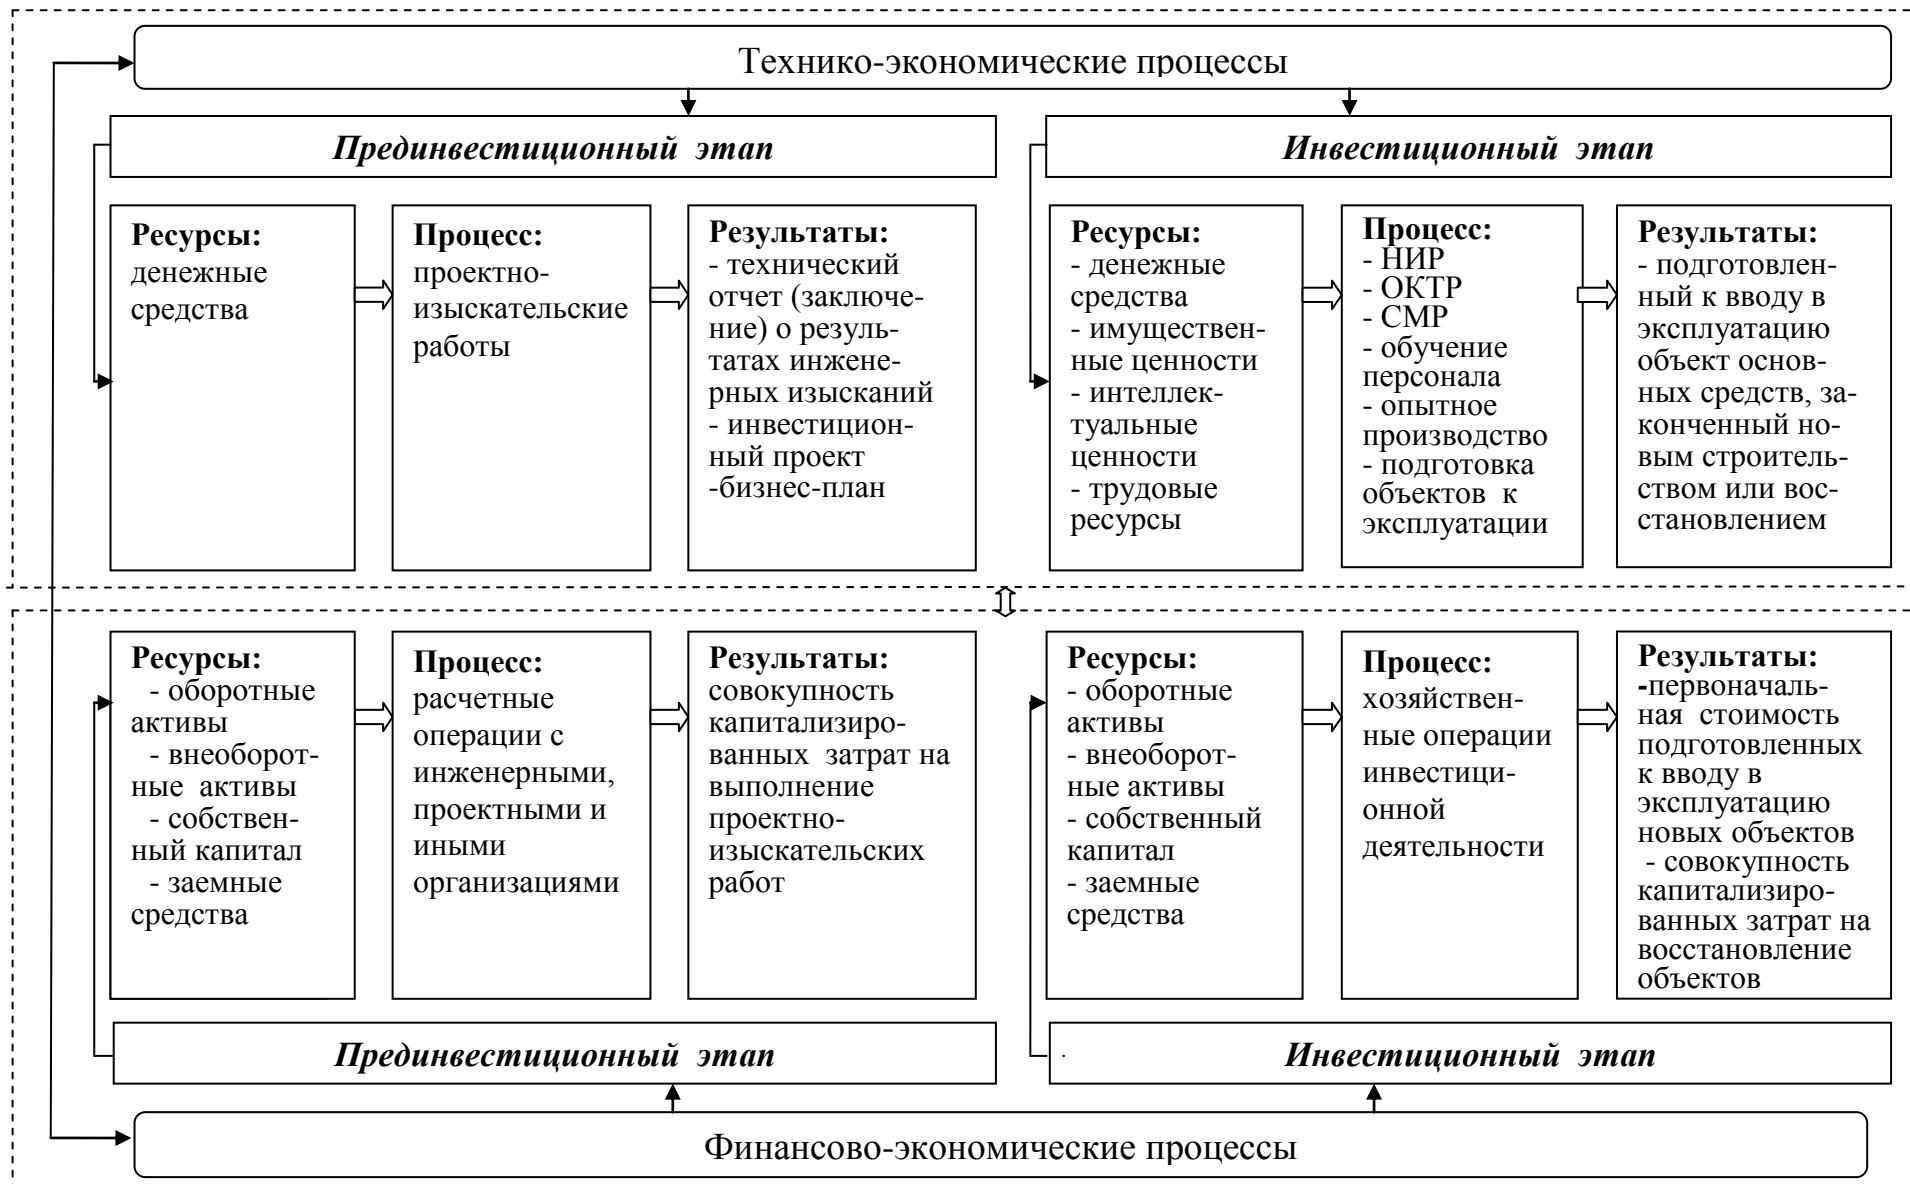 Технико-экономические процессы
Прединвестиционный этап
Инвестиционный этап
Ресурсы:
денежные
средства
Процесс:
проектно-
изыскательские
работы
Результаты:
- технический
отчет (заключе-
ние) о резуль-
татах инжене-
рных изысканий
- инвестицион-
ный проект
-бизнес-план
Ресурсы:
- денежные
средства
- имуществен-
ные ценности
- интеллек-
туальные
ценности
- трудовые
ресурсы
Процесс:
- НИР
- ОКТР
- СМР
- обучение
персонала
- опытное
производство
- подготовка
объектов к
эксплуатации
Результаты:
- подготовлен-
ный к вводу в
эксплуатацию
объект основ-
ных средств, за-
конченный но-
вым строитель-
ством или вос-
становлением
Ресурсы:
- оборотные
активы
- внеоборот-
ные активы
- собствен-
ный капитал
- заемные
средства
Процесс:
расчетные
операции с
инженерными,
проектными и
иными
организациями
Результаты:
совокупность
капитализиро-
ванных затрат на
выполнение
проектно-
изыскательских
работ
Ресурсы:
- оборотные
активы
- внеоборот-
ные активы
- собственный
капитал
- заемные
средства
Процесс:
хозяйствен-
ные операции
инвестици-
онной
деятельности
Результаты:
-первоначаль-
ная стоимость
подготовленных
к вводу в
эксплуатацию
новых объектов
- совокупность
капитализиро-
ванных затрат на
восстановление
объектов
Прединвестиционный этап
Инвестиционный этап
Финансово-экономические процессы